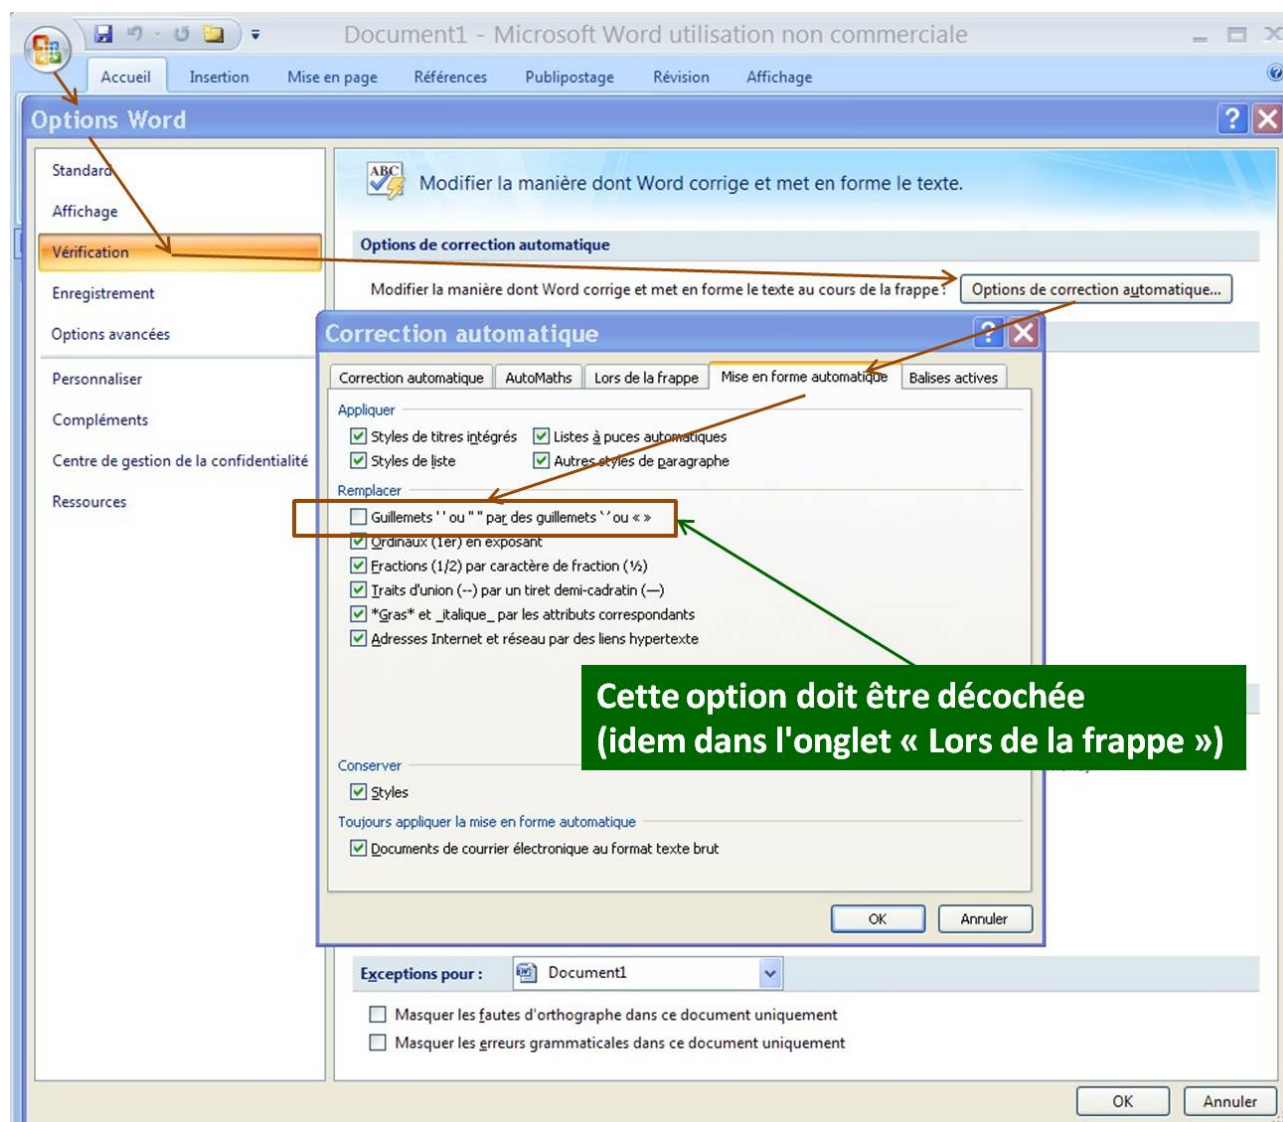 Document1 - Microsoft Word utilisation non commerciale
Accueil Insertion Mise en page Références Publipostage Révision Affichage
Options Word
Standard
Affichage
Vérification
Enregistrement
Options avancées
Personnaliser
Compléments
Centre de gestion de la confidentialité
Ressources
ABC
Modifier la manière dont Word corrige et met en forme le texte.
Options de correction automatique
Modifier la manière dont Word corrige et met en forme le texte au cours de la frappe : Options de correction automatique...
Correction automatique
Correction automatique AutoMaths Lors de la frappe Mise en forme automatique Balises actives
Appliquer
Styles de titres intégrés Listes à puces automatiques
Styles de liste Autres styles de paragraphe
Remplacer
Guillemets ' ' ou " " par des guillemets ‵ ′ ou « »
Ordinaux (1er) en exposant
Fractions (1/2) par caractère de fraction (½)
Traits d'union (--) par un tiret demi-cadratin (—)
*Gras* et _italique_ par les attributs correspondants
Adresses Internet et réseau par des liens hypertexte
Cette option doit être décochée
(idem dans l'onglet « Lors de la frappe »)
Conserver
Styles
Toujours appliquer la mise en forme automatique
Documents de courrier électronique au format texte brut
OK Annuler
Exceptions pour : Document1
Masquer les fautes d'orthographe dans ce document uniquement
Masquer les erreurs grammaticales dans ce document uniquement
OK Annuler